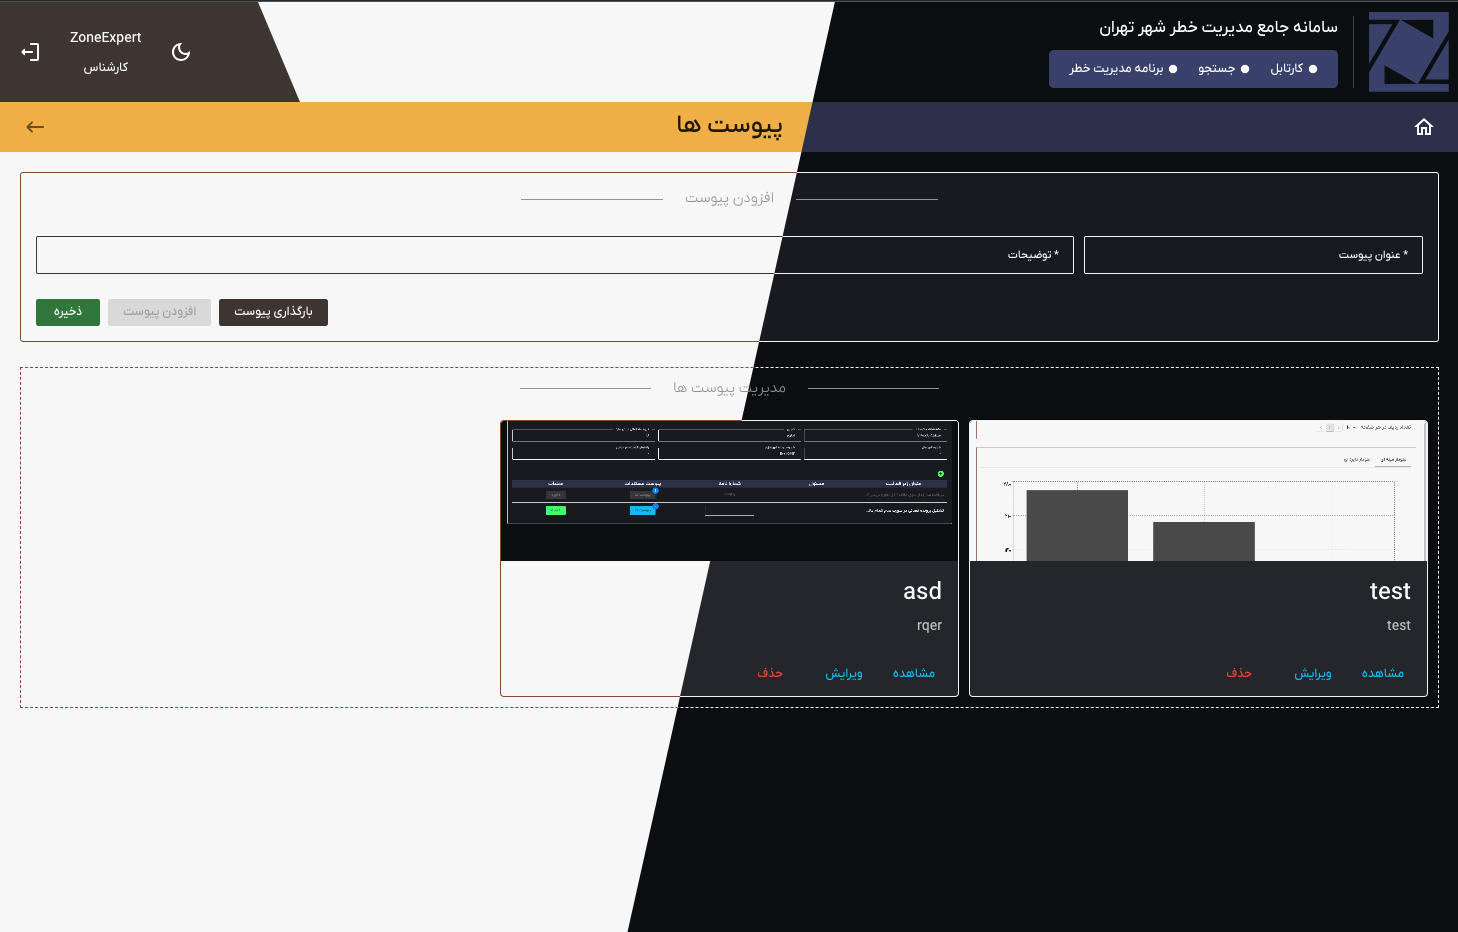 سامانه جامع مدیریت خطر شهر تهران
کارتابل
جستجو
برنامه مدیریت خطر
ZoneExpert
کارشناس
پیوست ها
افزودن پیوست
* عنوان پیوست
* توضیحات
بارگذاری پیوست
افزودن پیوست
ذخیره
مدیریت پیوست ها
test
test
مشاهده
ویرایش
حذف
asd
rqer
مشاهده
ویرایش
حذف